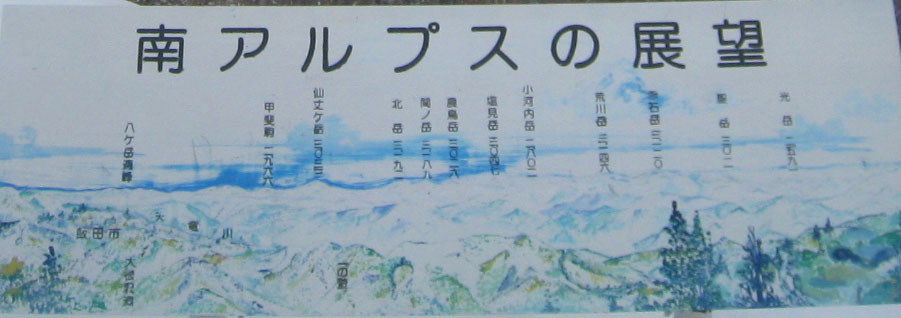 南アルプスの展望
八ケ岳連峰
甲斐駒 二九六六
仙丈ケ岳 三〇三三
北岳 三一九二
間ノ岳 三一八八
農鳥岳 三〇二六
塩見岳 三〇四七
小河内岳 二八〇二
荒川岳 三一四六
赤石岳 三一二〇
聖岳 三〇一一
光岳 二五九一
飯田市
天竜川